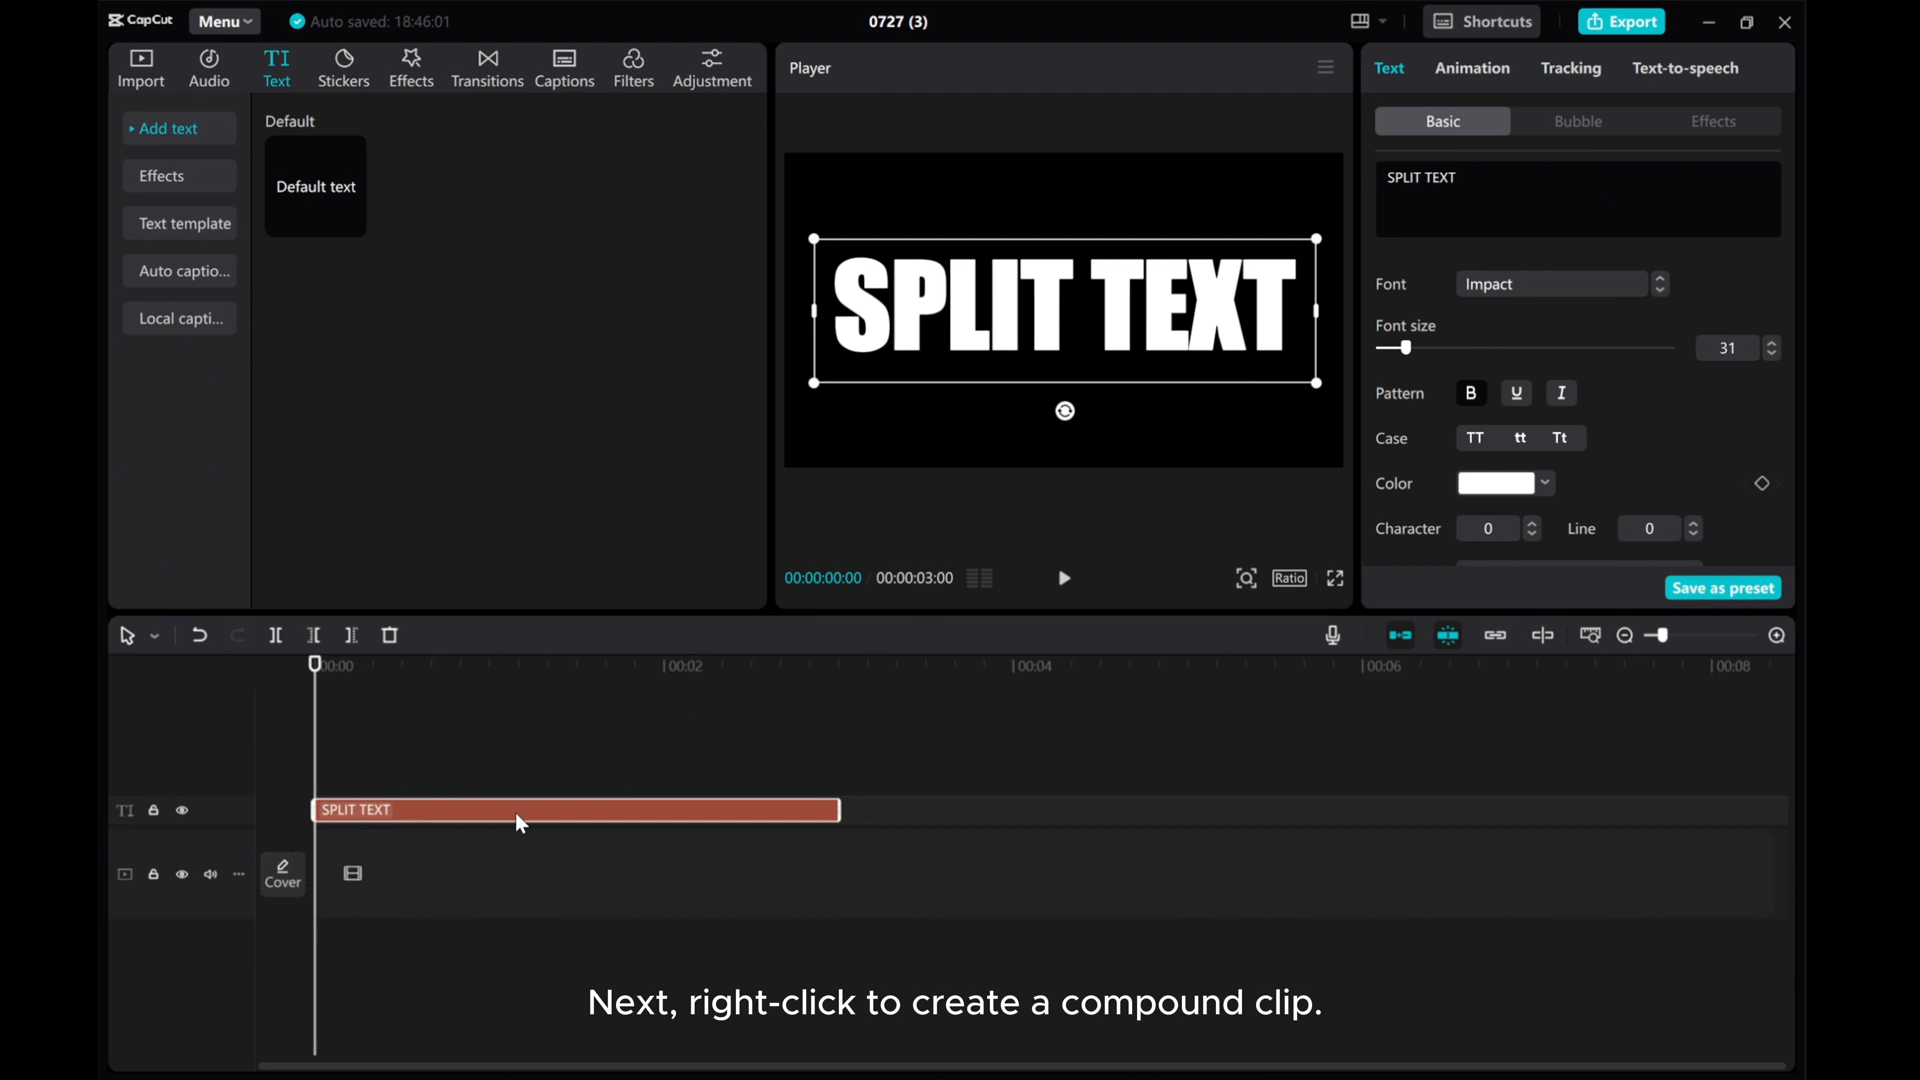 CapCut
Menu
Auto saved: 18:46:01
0727 (3)
Shortcuts
Export
Import
Audio
TI
Text
Stickers
Effects
Transitions
Captions
Filters
Adjustment
Add text
Effects
Text template
Auto captio...
Local capti...
Default
Default text
Player
SPLIT TEXT
00:00:00:00
00:00:03:00
Ratio
Text
Animation
Tracking
Text-to-speech
Basic
Bubble
Effects
SPLIT TEXT
Font
Impact
Font size
31
Pattern
B
U
I
Case
TT
tt
Tt
Color
Character
0
Line
0
Save as preset
00:00
00:02
00:04
00:06
00:08
TI
SPLIT TEXT
Cover
Next, right-click to create a compound clip.